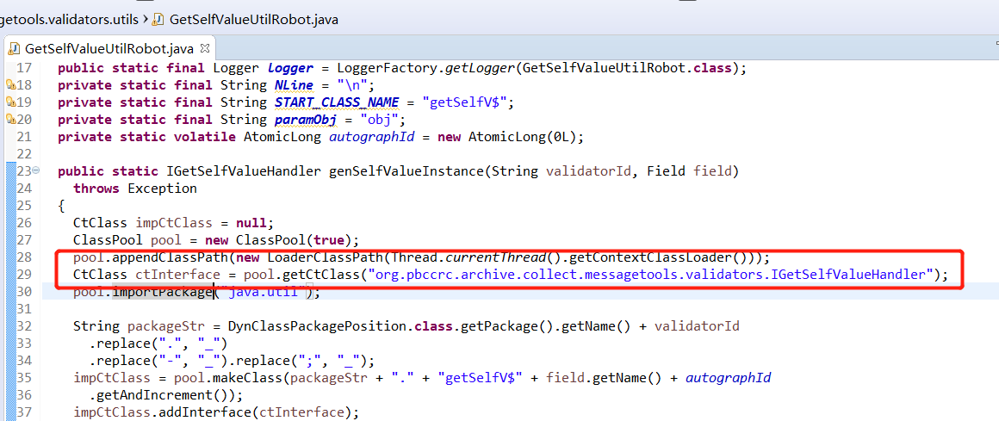 getools.validators.utils › GetSelfValueUtilRobot.java
GetSelfValueUtilRobot.java
17 public static final Logger logger = LoggerFactory.getLogger(GetSelfValueUtilRobot.class);
18 private static final String NLine = "\n";
19 private static final String START_CLASS_NAME = "getSelfV$";
20 private static final String paramObj = "obj";
21 private static volatile AtomicLong autographId = new AtomicLong(0L);
22
23 public static IGetSelfValueHandler genSelfValueInstance(String validatorId, Field field)
24 throws Exception
25 {
26 CtClass impCtClass = null;
27 ClassPool pool = new ClassPool(true);
28 pool.appendClassPath(new LoaderClassPath(Thread.currentThread().getContextClassLoader()));
29 CtClass ctInterface = pool.getCtClass("org.pbccrc.archive.collect.messagetools.validators.IGetSelfValueHandler");
30 pool.importPackage("java.util");
31
32 String packageStr = DynClassPackagePosition.class.getPackage().getName() + validatorId
33 .replace(".", "_")
34 .replace("-", "_").replace(";", "_");
35 impCtClass = pool.makeClass(packageStr + "." + "getSelfV$" + field.getName() + autographId
36 .getAndIncrement());
37 impCtClass.addInterface(ctInterface);